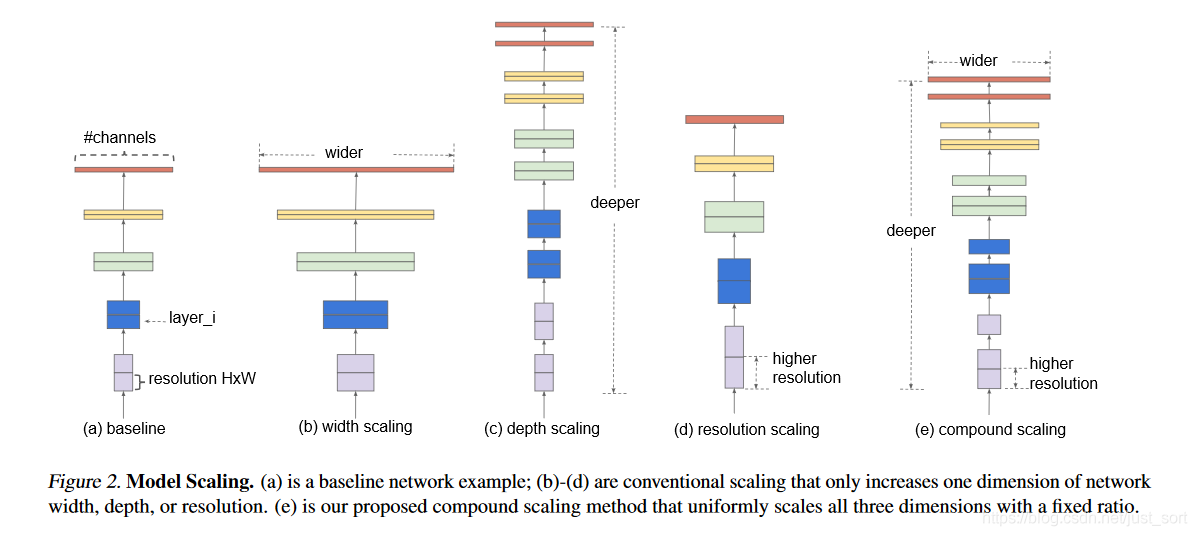 #channels
layer_i
resolution HxW
(a) baseline
wider
(b) width scaling
deeper
(c) depth scaling
higher
resolution
(d) resolution scaling
wider
deeper
higher
resolution
(e) compound scaling
Figure 2. Model Scaling. (a) is a baseline network example; (b)-(d) are conventional scaling that only increases one dimension of network
width, depth, or resolution. (e) is our proposed compound scaling method that uniformly scales all three dimensions with a fixed ratio.
https://blog.csdn.net/just_sort